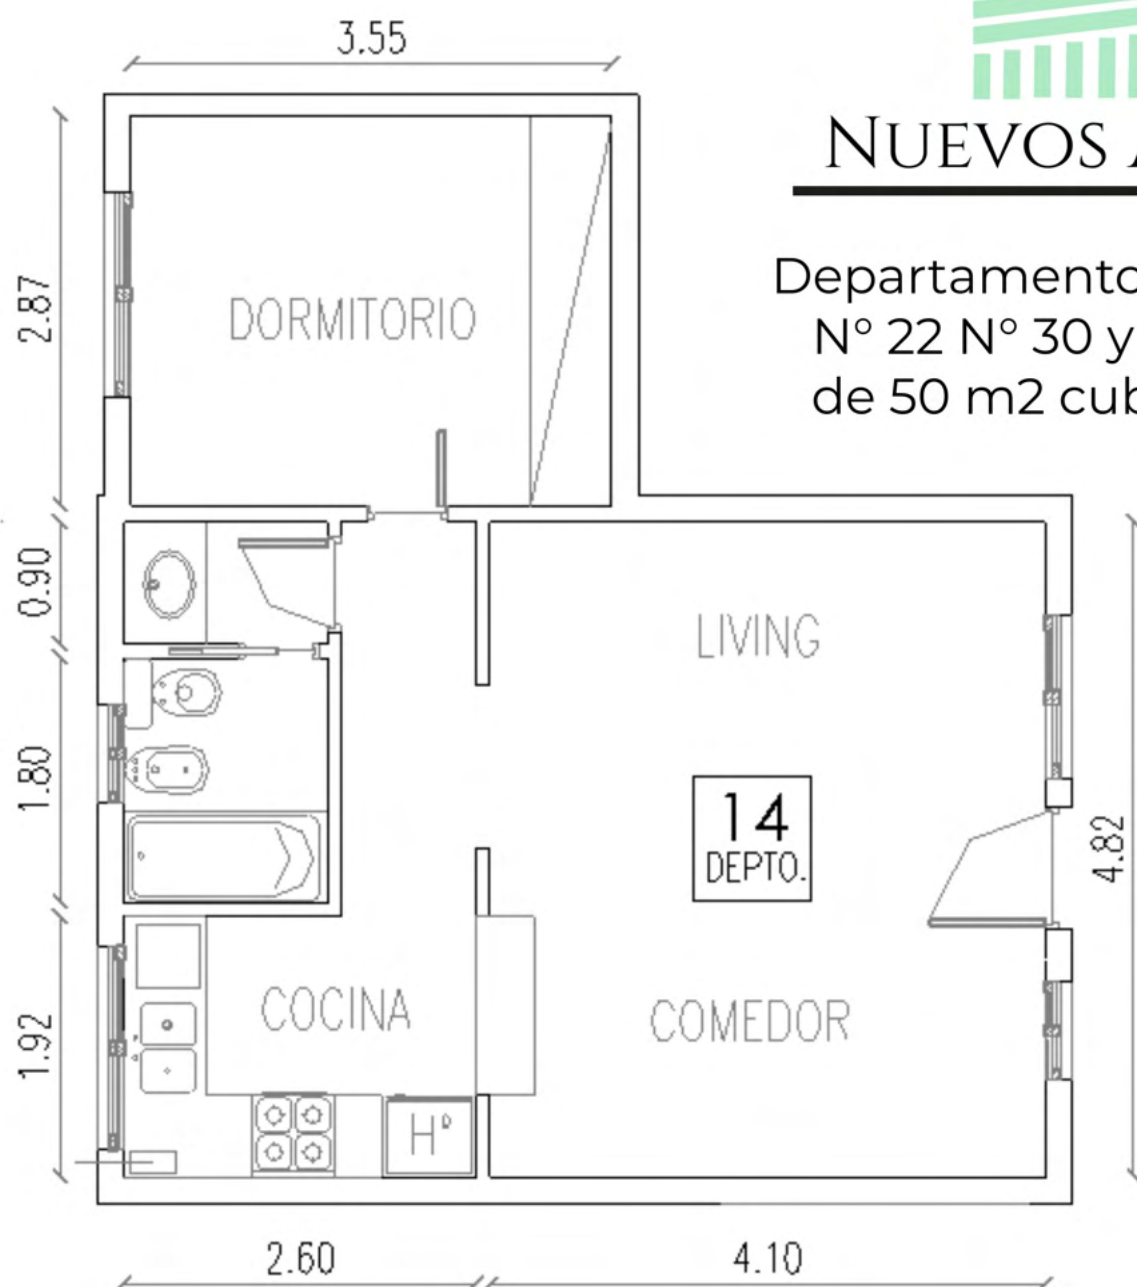 3.55
NUEVOS
Departamento
N° 22 N° 30 y
de 50 m2
2.87
DORMITORIO
0.90
LIVING
1.80
14
DEPTO.
4.82
1.92
COCINA
COMEDOR
H°
2.60
4.10